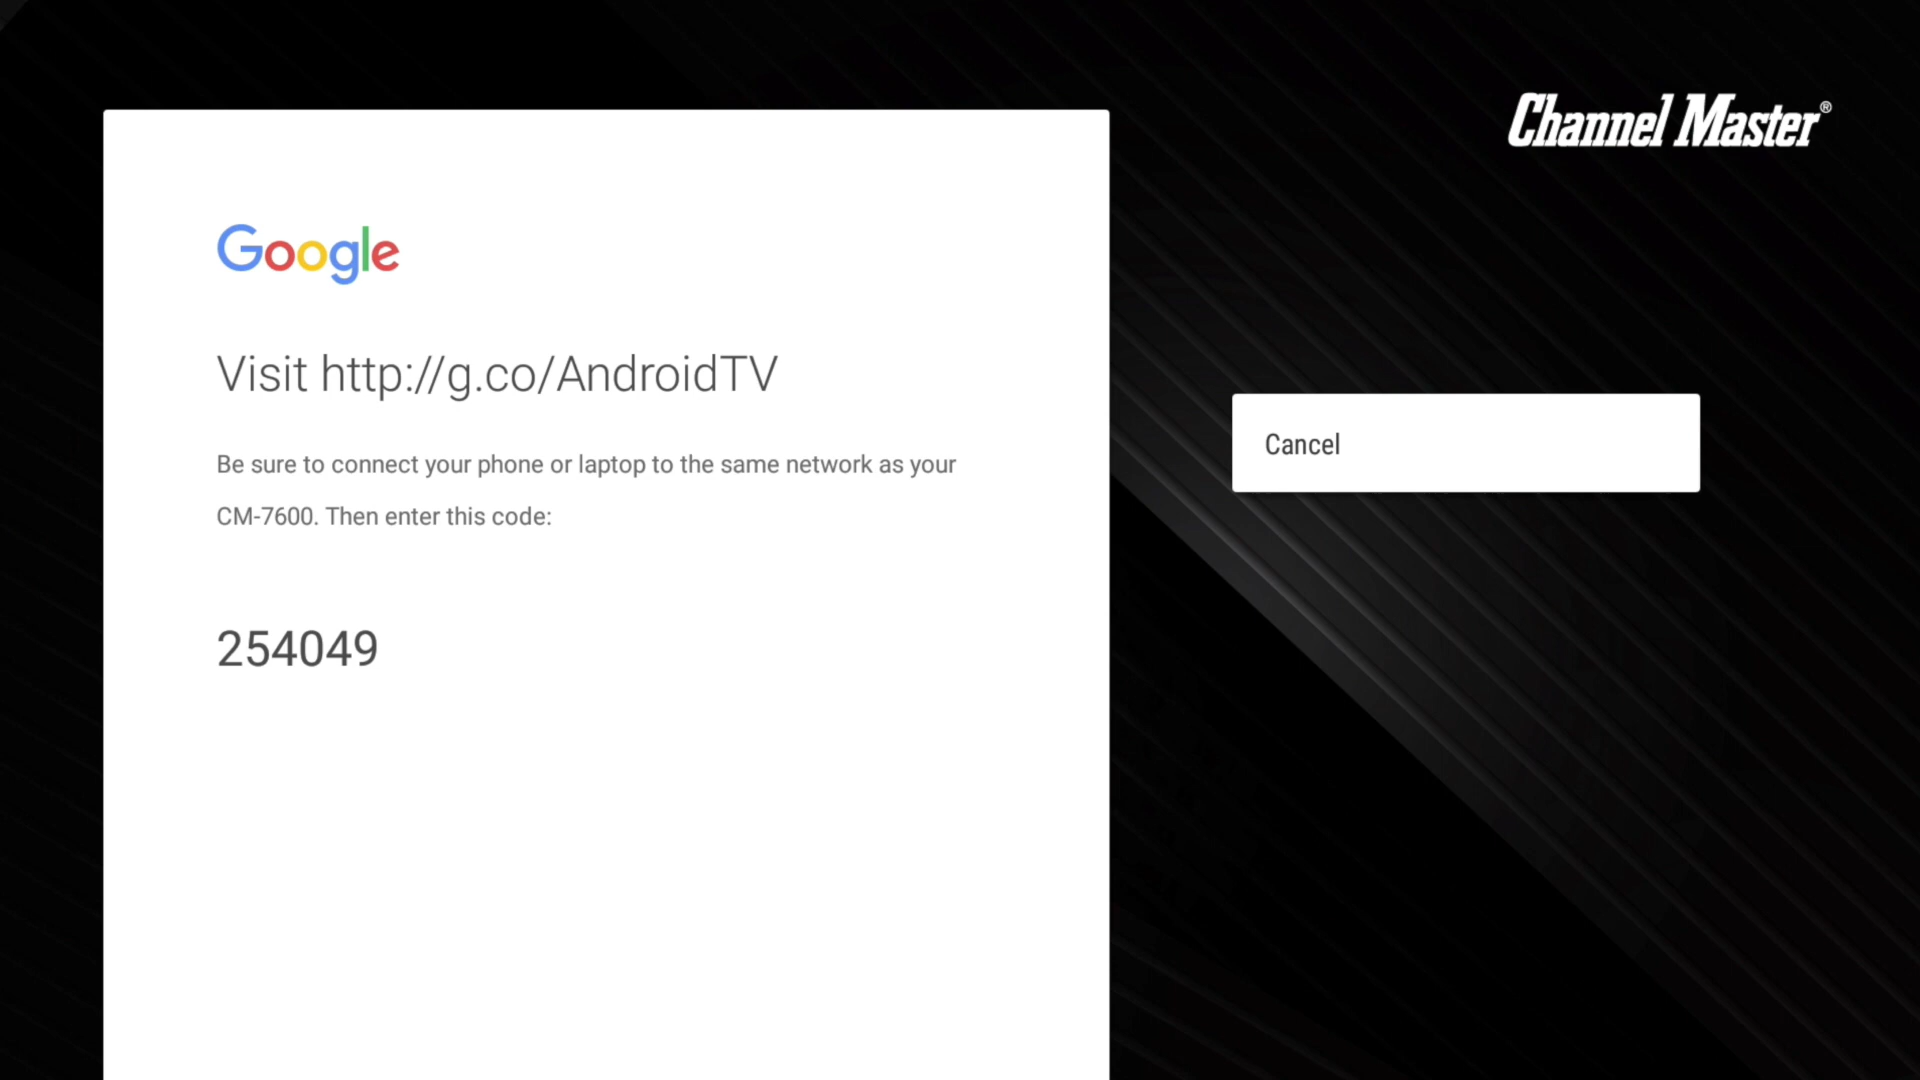 Channel Master®
Google
Visit http://g.co/AndroidTV
Be sure to connect your phone or laptop to the same network as your
CM-7600. Then enter this code:
254049
Cancel